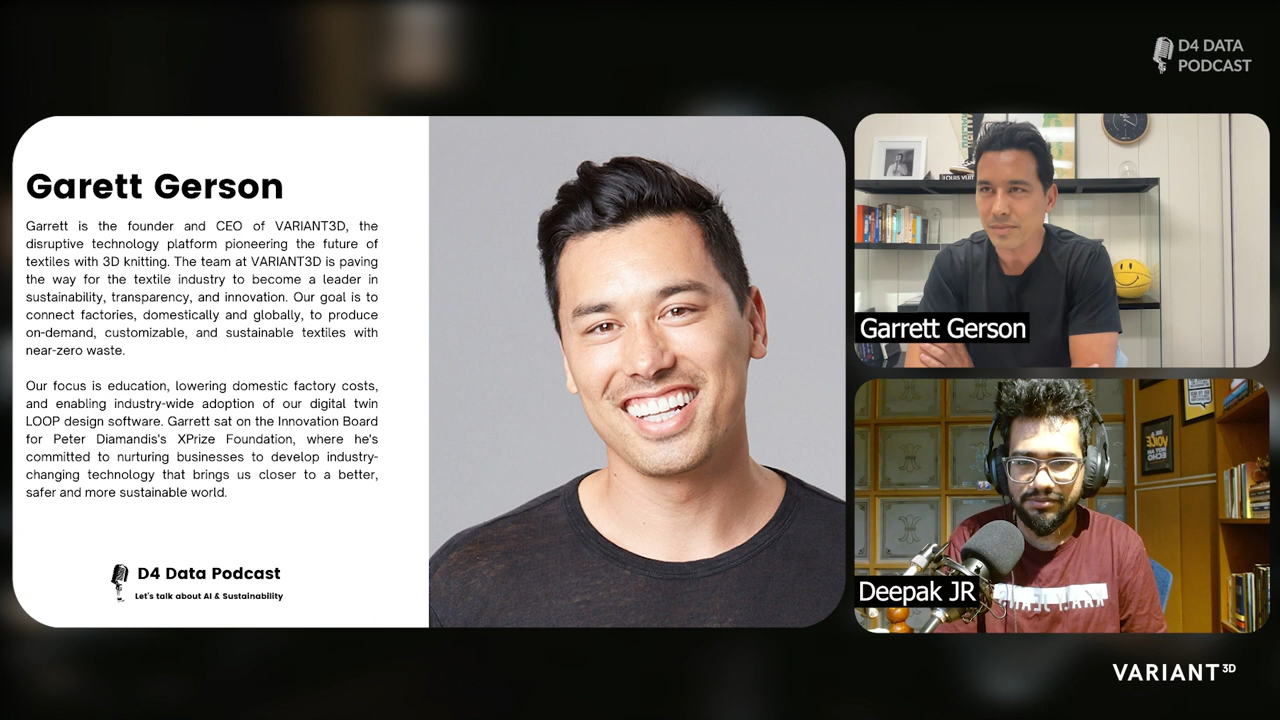 D4 DATA
PODCAST
Garett Gerson
Garrett is the founder and CEO of VARIANT3D, the
disruptive technology platform pioneering the future of
textiles with 3D knitting. The team at VARIANT3D is paving
the way for the textile industry to become a leader in
sustainability, transparency, and innovation. Our goal is to
connect factories, domestically and globally, to produce
on-demand, customizable, and sustainable textiles with
near-zero waste.
Our focus is education, lowering domestic factory costs,
and enabling industry-wide adoption of our digital twin
LOOP design software. Garrett sat on the Innovation Board
for Peter Diamandis's XPrize Foundation, where he's
committed to nurturing businesses to develop industry-
changing technology that brings us closer to a better,
safer and more sustainable world.
D4 Data Podcast
Let's talk about AI & Sustainability
LOUIS VUIT
Garrett Gerson
VOICE
NOT AN
ECHO
Deepak JR
VARIANT3D